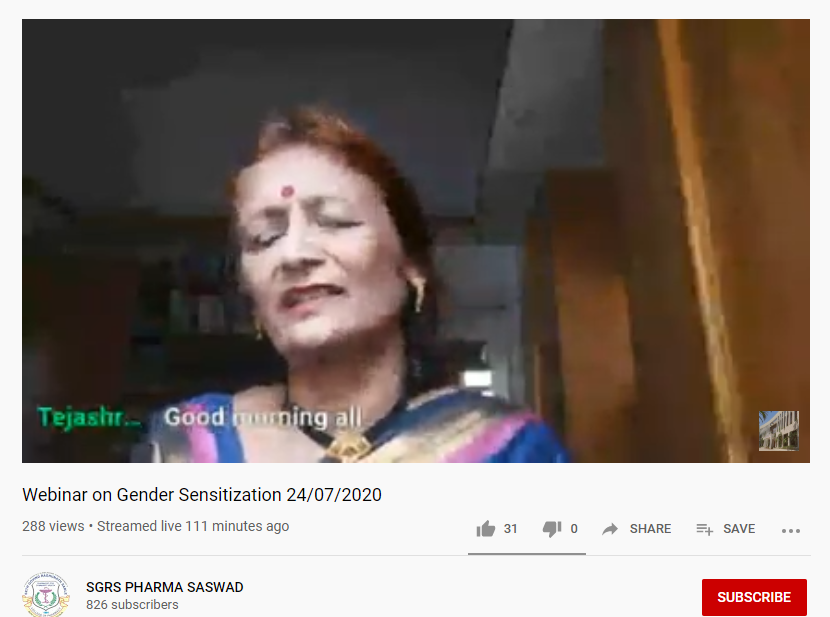 Tejashr... Good morning all
Webinar on Gender Sensitization 24/07/2020
288 views • Streamed live 111 minutes ago
31 0 SHARE SAVE
SGRS PHARMA SASWAD
826 subscribers
SUBSCRIBE